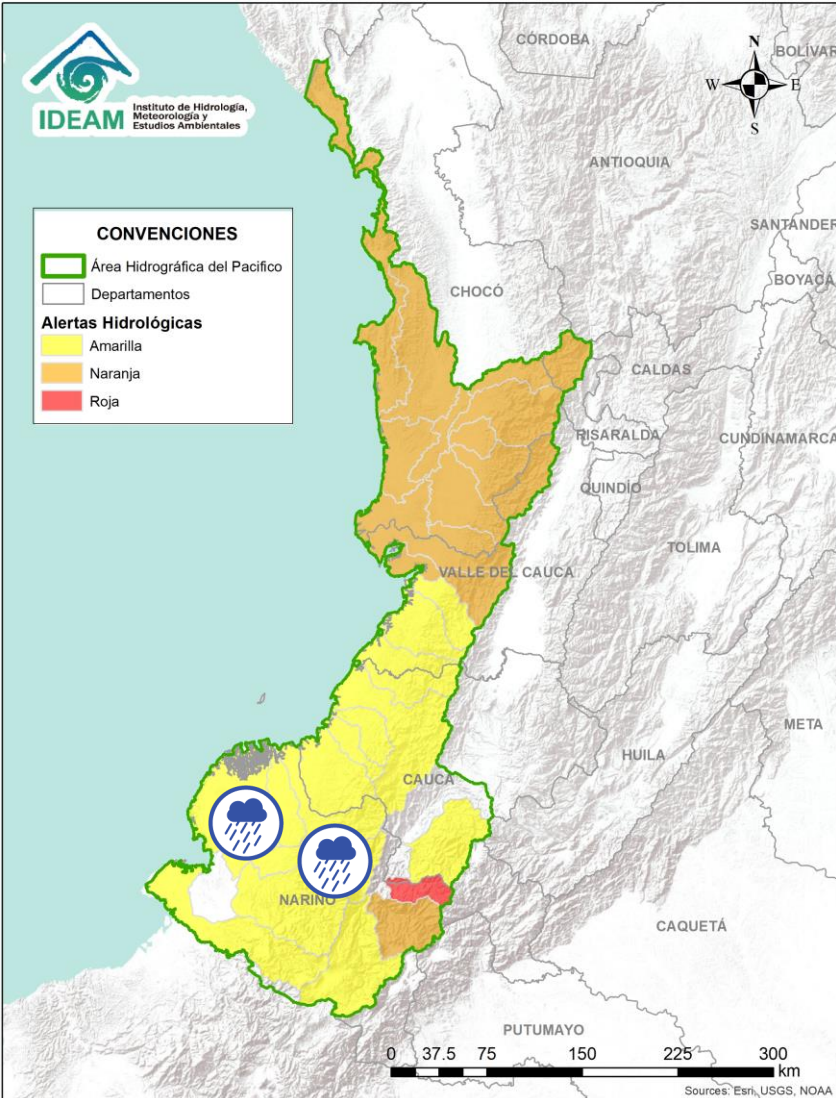 IDEAM
Instituto de Hidrología,
Meteorología y
Estudios Ambientales
CONVENCIONES
Área Hidrográfica del Pacifico
Departamentos
Alertas Hidrológicas
Amarilla
Naranja
Roja
N
W E
S
CÓRDOBA
BOLÍVAR
ANTIOQUIA
SANTANDER
BOYACÁ
CHOCÓ
CALDAS
RISARALDA
CUNDINAMARCA
QUINDÍO
TOLIMA
VALLE DEL CAUCA
META
HUILA
CAUCA
NARIÑO
CAQUETÁ
PUTUMAYO
0 37.5 75 150 225 300
km
Sources: Esri, USGS, NOAA